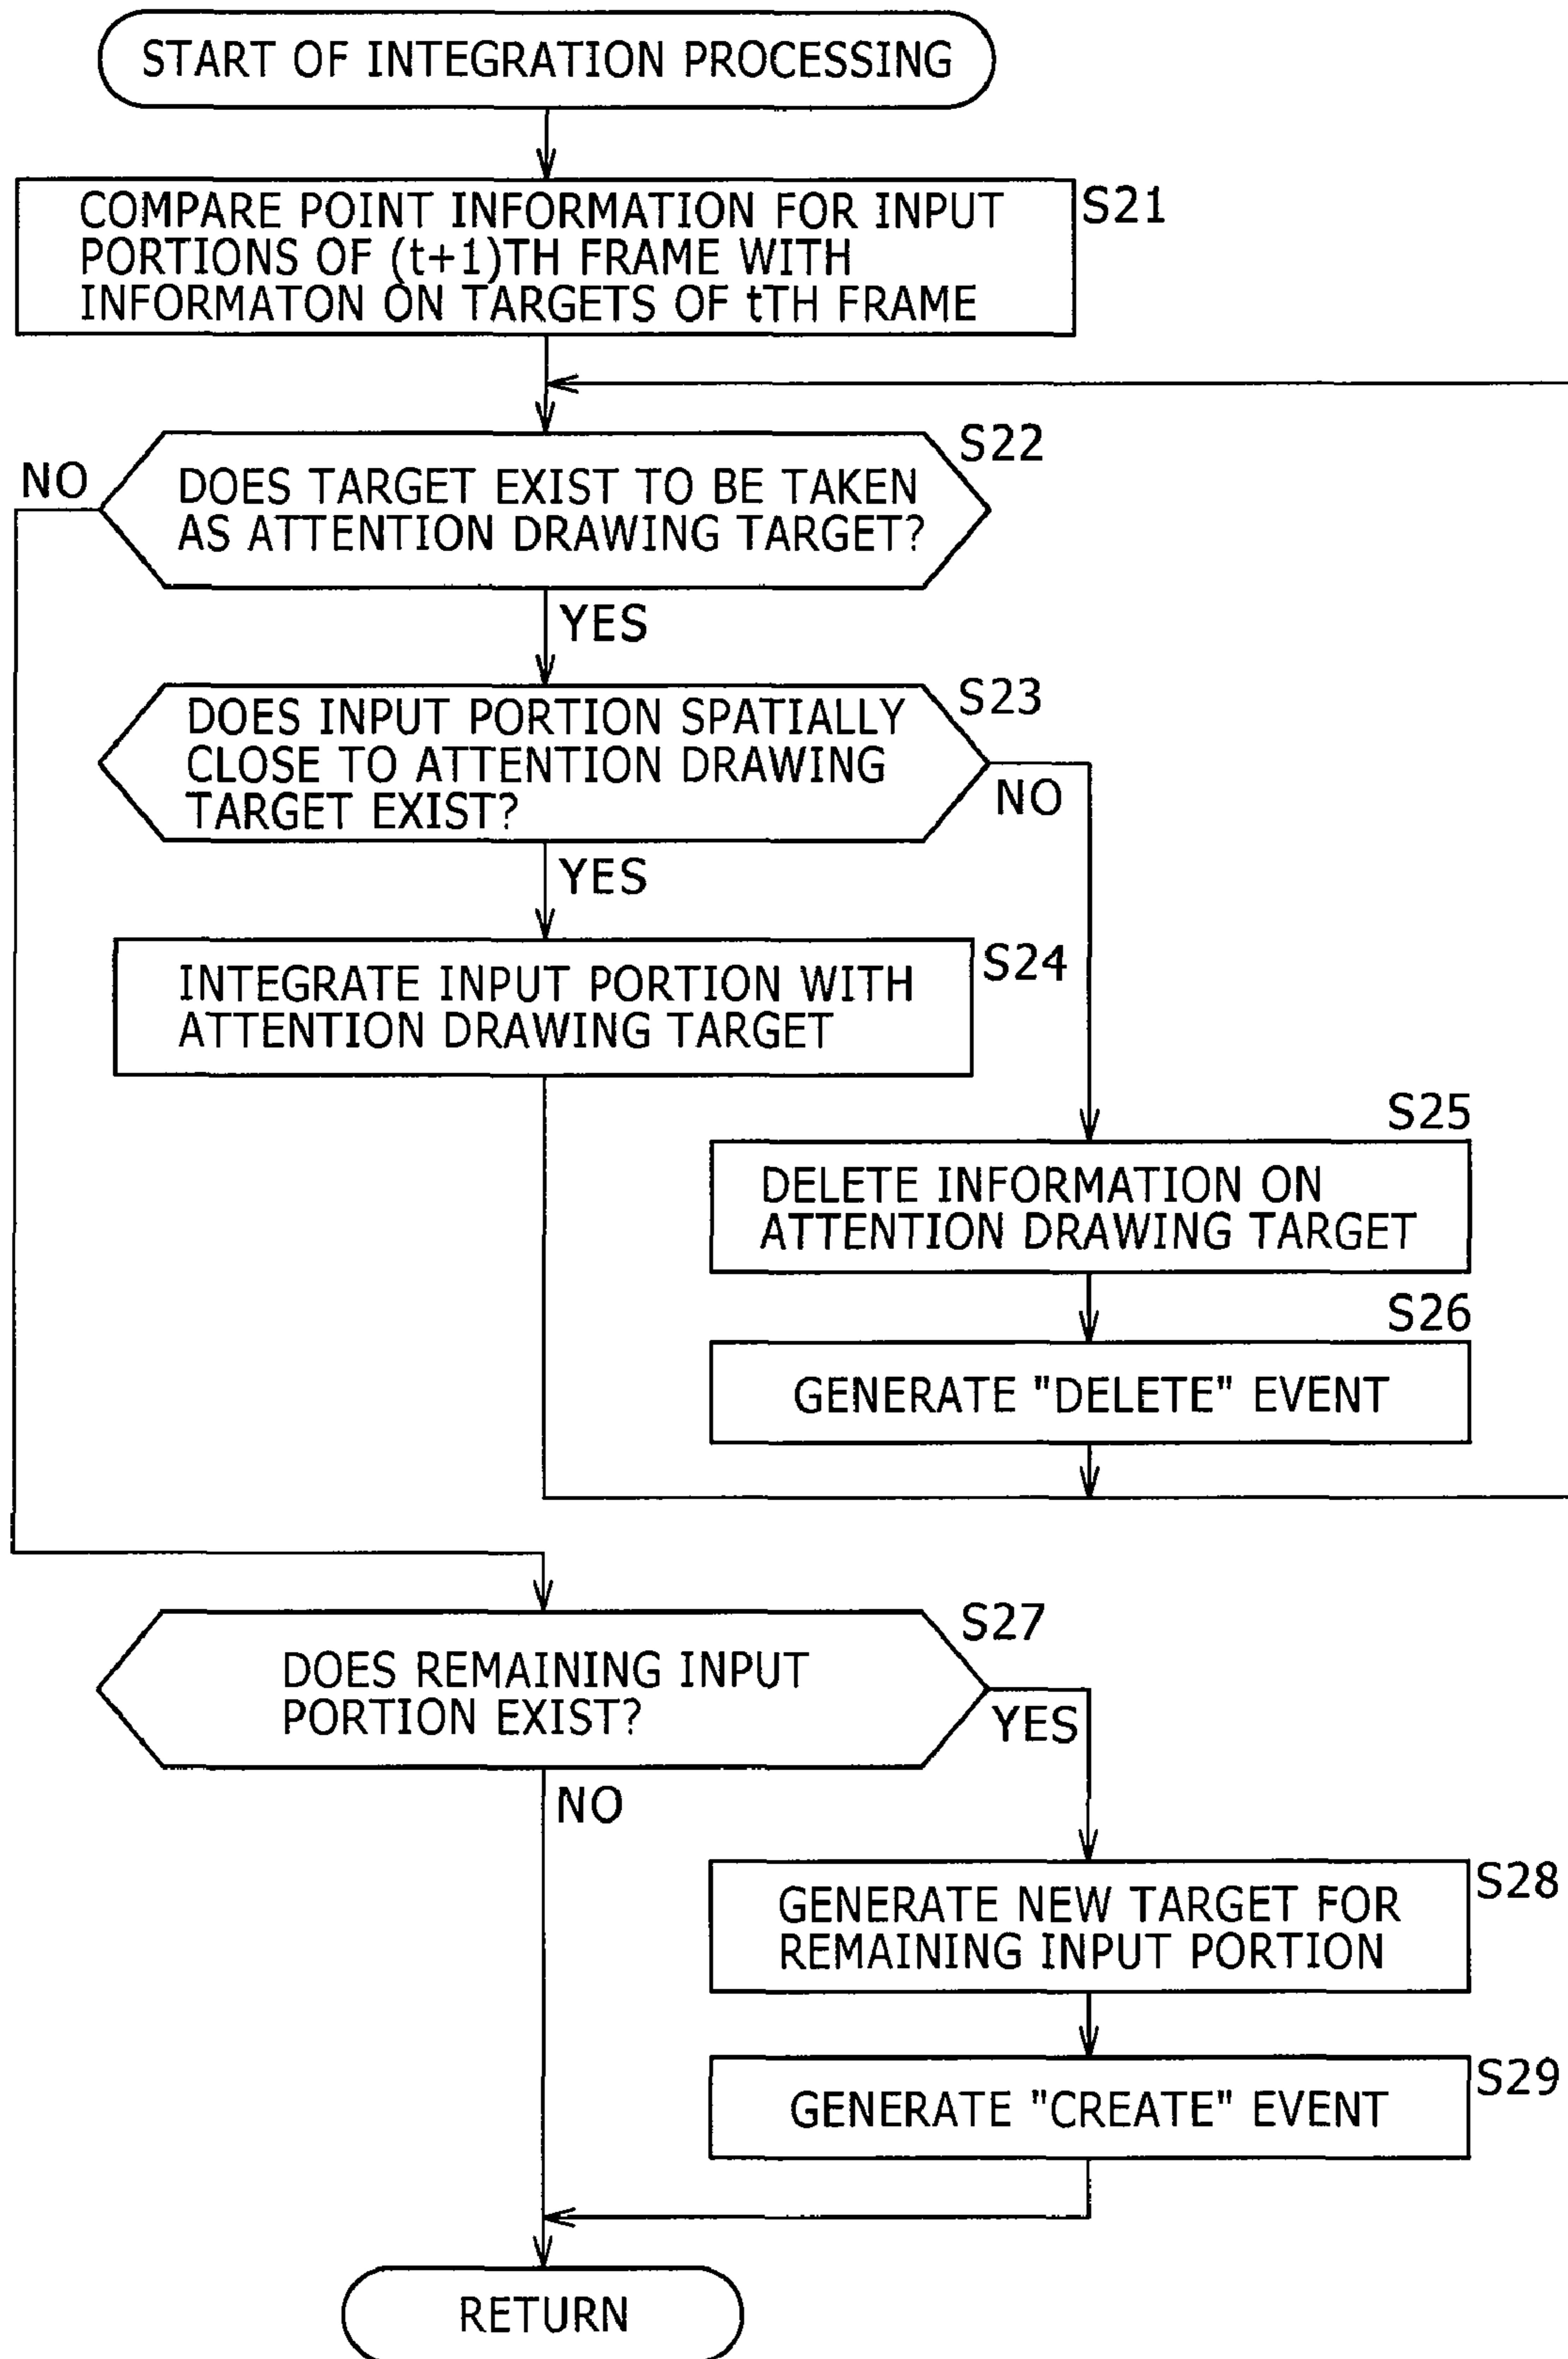 START OF INTEGRATION PROCESSING
COMPARE POINT INFORMATION FOR INPUT
PORTIONS OF (t+1)TH FRAME WITH
INFORMATON ON TARGETS OF tTH FRAME
S21
S22
NO
DOES TARGET EXIST TO BE TAKEN
AS ATTENTION DRAWING TARGET?
YES
S23
DOES INPUT PORTION SPATIALLY
CLOSE TO ATTENTION DRAWING
TARGET EXIST?
NO
YES
S24
INTEGRATE INPUT PORTION WITH
ATTENTION DRAWING TARGET
S25
DELETE INFORMATION ON
ATTENTION DRAWING TARGET
S26
GENERATE "DELETE" EVENT
S27
DOES REMAINING INPUT
PORTION EXIST?
YES
NO
S28
GENERATE NEW TARGET FOR
REMAINING INPUT PORTION
S29
GENERATE "CREATE" EVENT
RETURN